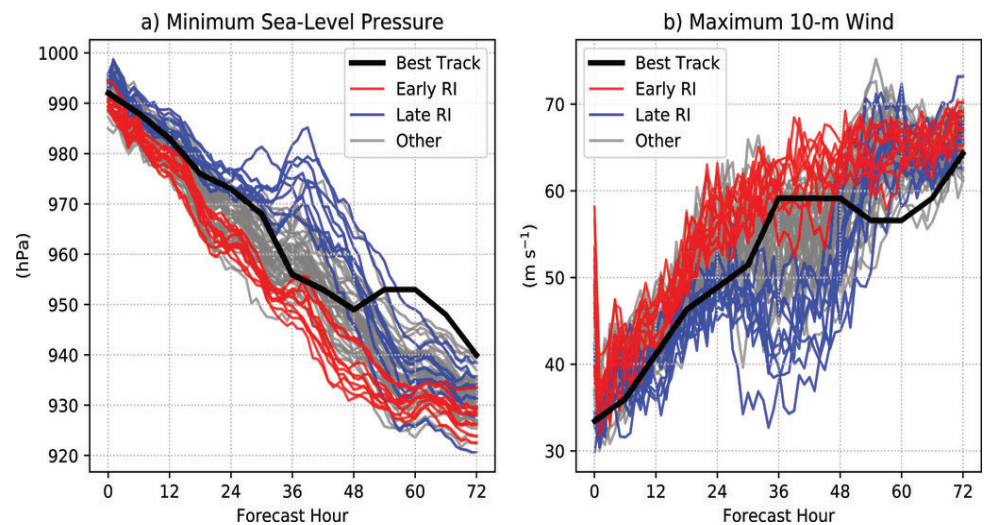 a) Minimum Sea-Level Pressure
1000
990
980
970
960
950
940
930
920
(hPa)
0 12 24 36 48 60 72
Forecast Hour
Best Track
Early RI
Late RI
Other
b) Maximum 10-m Wind
70
60
50
40
30
(m s⁻¹)
0 12 24 36 48 60 72
Forecast Hour
Best Track
Early RI
Late RI
Other